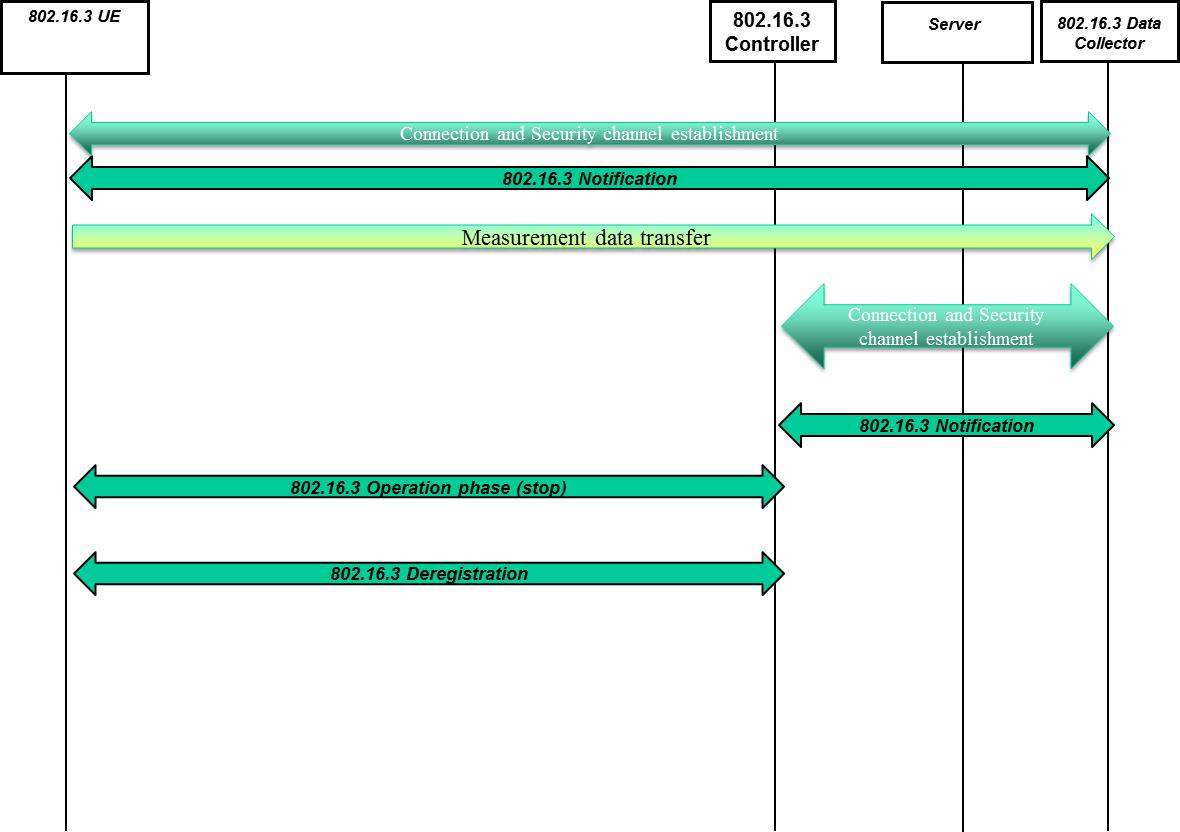 802.16.3 UE
802.16.3
Controller
Server
802.16.3 Data
Collector
Connection and Security channel establishment
802.16.3 Notification
Measurement data transfer
Connection and Security
channel establishment
802.16.3 Notification
802.16.3 Operation phase (stop)
802.16.3 Deregistration